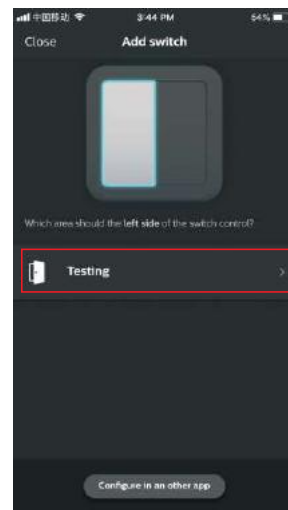 中国移动 3:44 PM 64%
Close Add switch
Which area should the left side of the switch control?
Testing
Configure in an other app